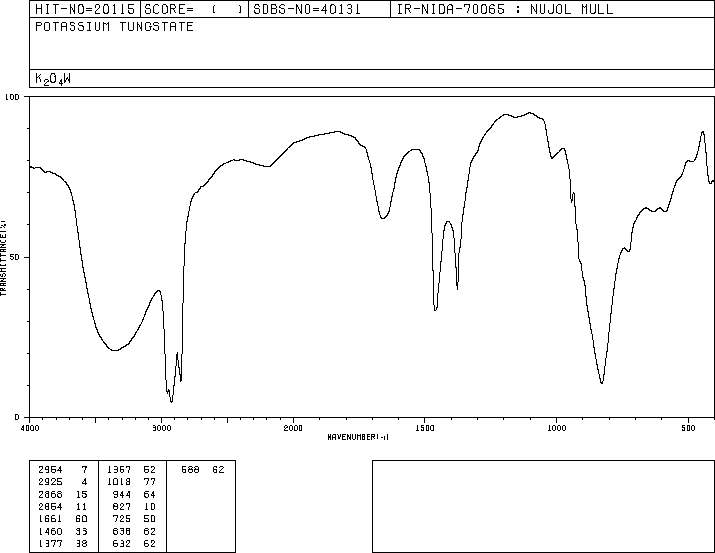 HIT-NO=20115 SCORE= ( ) SDBS-NO=40131 IR-NIDA-70065 : NUJOL MULL
POTASSIUM TUNGSTATE
K2O4W
100
50
0
TRANSMITTANCE(%)
4000 3000 2000 1500 1000 500
WAVENUMBER(-1)
2954 7 1367 52 588 62
2925 4 1018 77
2868 15 944 64
2854 11 827 10
1661 60 725 50
1460 33 638 62
1377 38 632 62